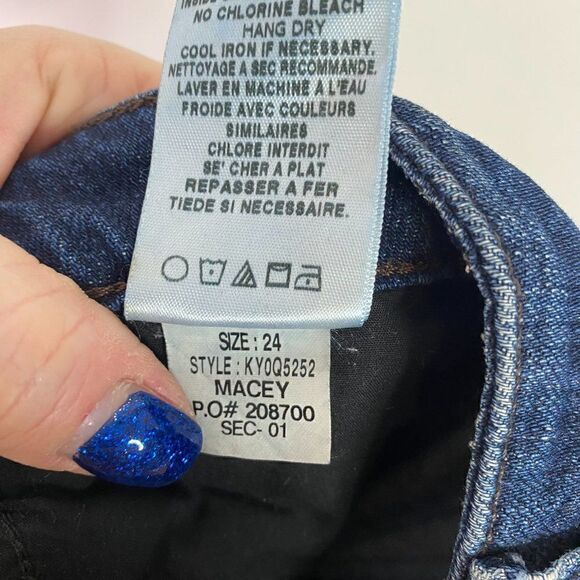 NO CHLORINE BLEACH
HANG DRY
COOL IRON IF NECESSARY.
NETTOYAGE A SEC RECOMMANDE.
LAVER EN MACHINE A L'EAU
FROIDE AVEC COULEURS
SIMILAIRES
CHLORE INTERDIT
SE' CHER A PLAT
REPASSER A FER
TIEDE SI NECESSAIRE.
SIZE: 24
STYLE: KY0Q5252
MACEY
P.O# 208700
SEC- 01